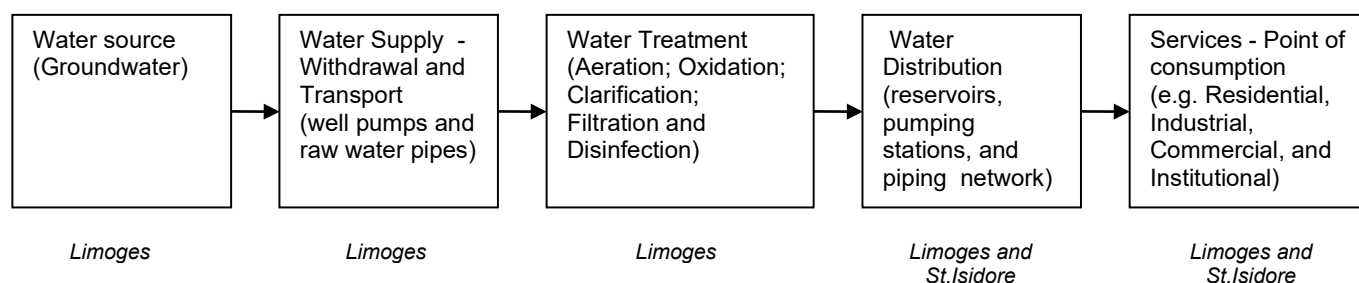 Water source
(Groundwater)
Water Supply - 
Withdrawal and
Transport
(well pumps and
raw water pipes)
Water Treatment
(Aeration; Oxidation;
Clarification;
Filtration and
Disinfection)
Water
Distribution
(reservoirs,
pumping
stations, and
piping network)
Services - Point of
consumption
(e.g. Residential,
Industrial,
Commercial, and
Institutional)
Limoges
Limoges
Limoges
Limoges and
St.Isidore
Limoges and
St.Isidore